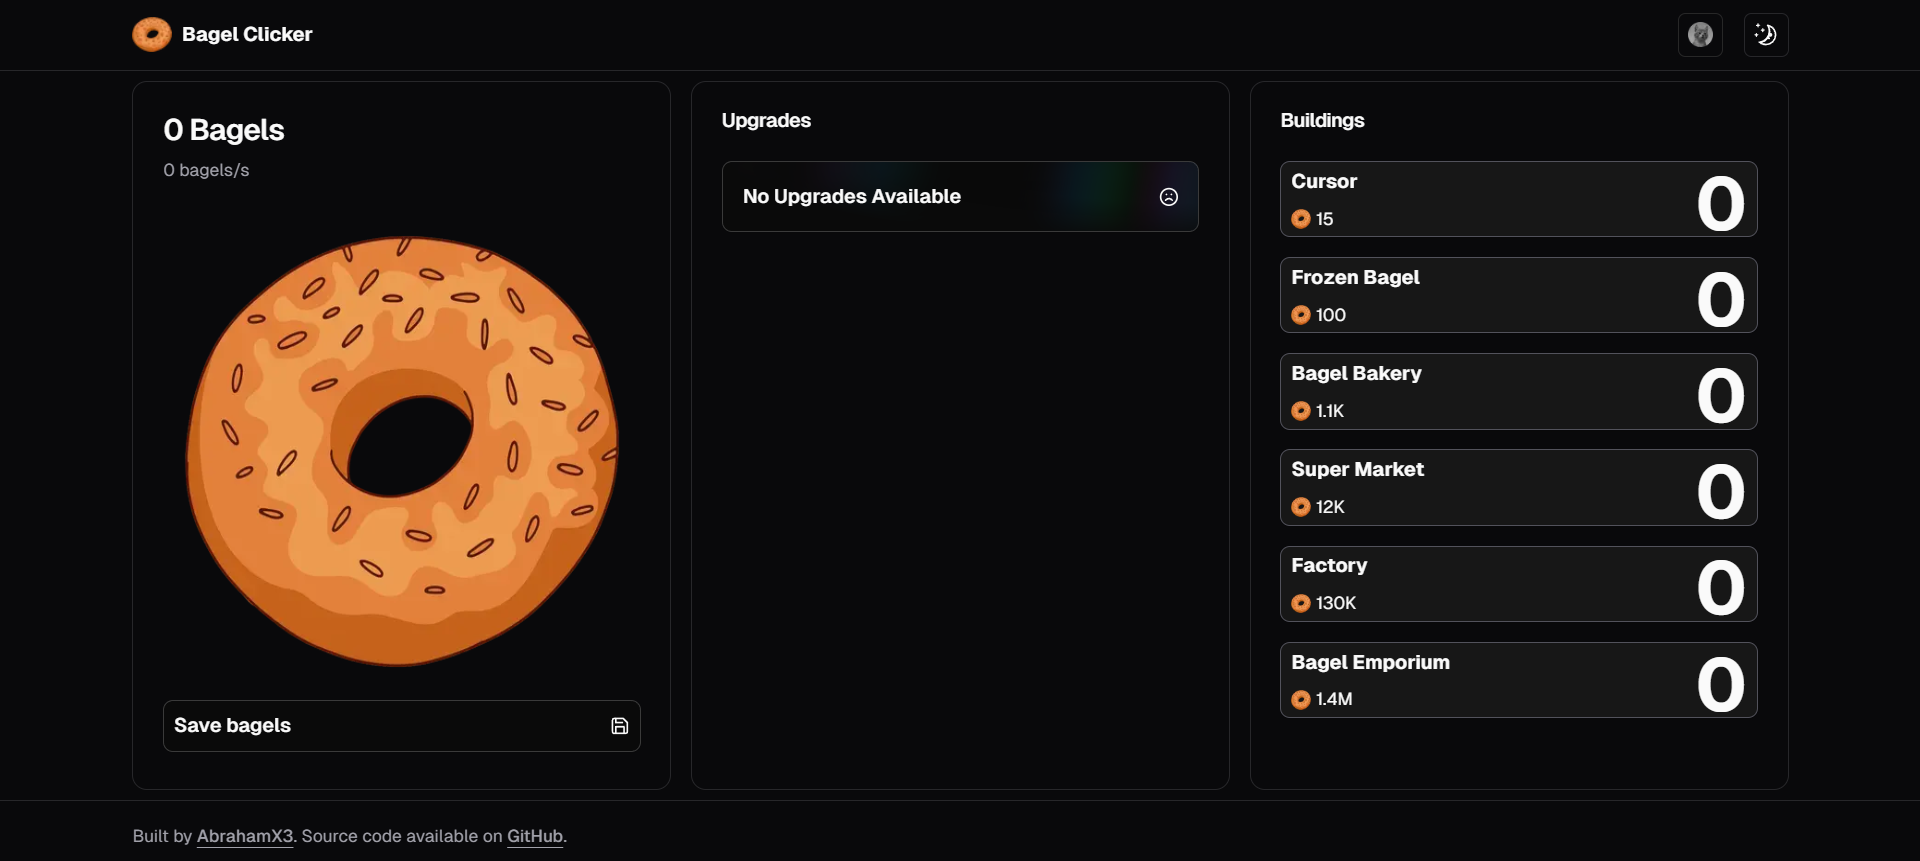 Bagel Clicker
0 Bagels
0 bagels/s
Save bagels
Upgrades
No Upgrades Available
Buildings
Cursor
15
0
Frozen Bagel
100
0
Bagel Bakery
1.1K
0
Super Market
12K
0
Factory
130K
0
Bagel Emporium
1.4M
0
Built by AbrahamX3. Source code available on GitHub.